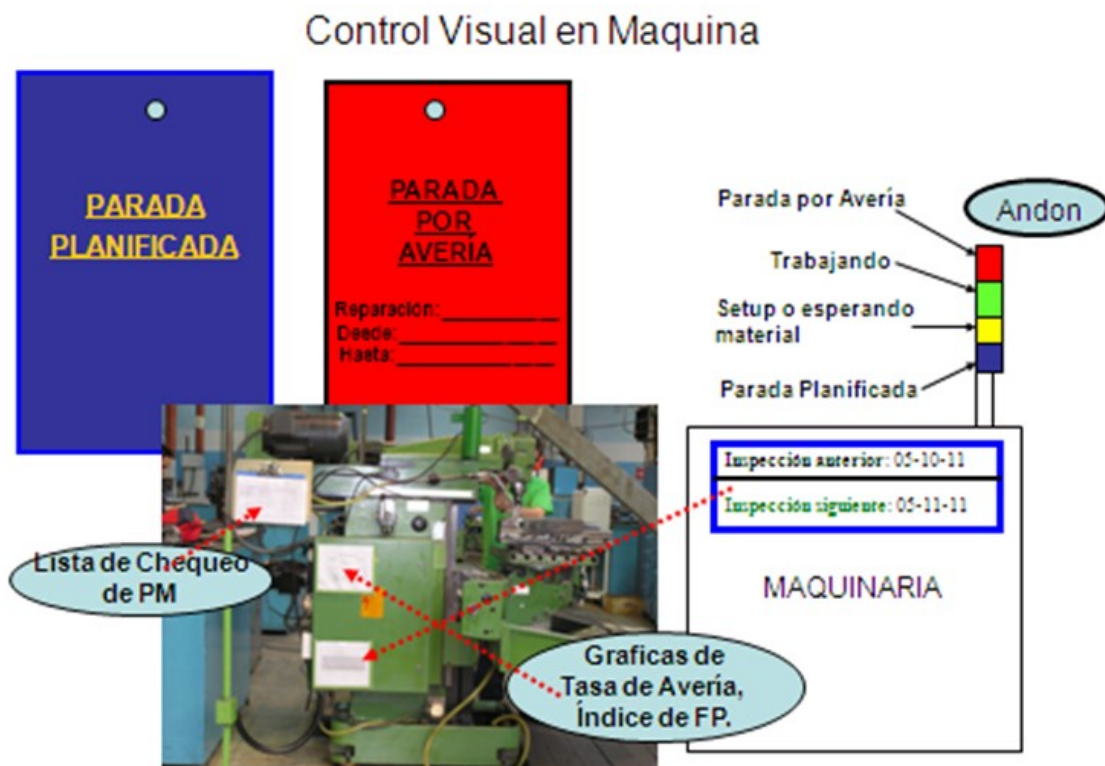 Control Visual en Maquina
PARADA
PLANIFICADA
PARADA
POR
AVERÍA
Reparación:
Desde:
Hasta:
Andon
Parada por Avería
Trabajando
Setup o esperando
material
Parada Planificada
Inspección anterior: 05-10-11
Inspección siguiente: 05-11-11
MAQUINARIA
Lista de Chequeo
de PM
Graficas de
Tasa de Avería,
Índice de FP.